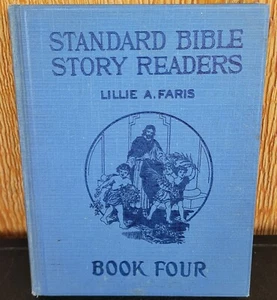 STANDARD BIBLE
STORY READERS
LILLIE A. FARIS
BOOK FOUR